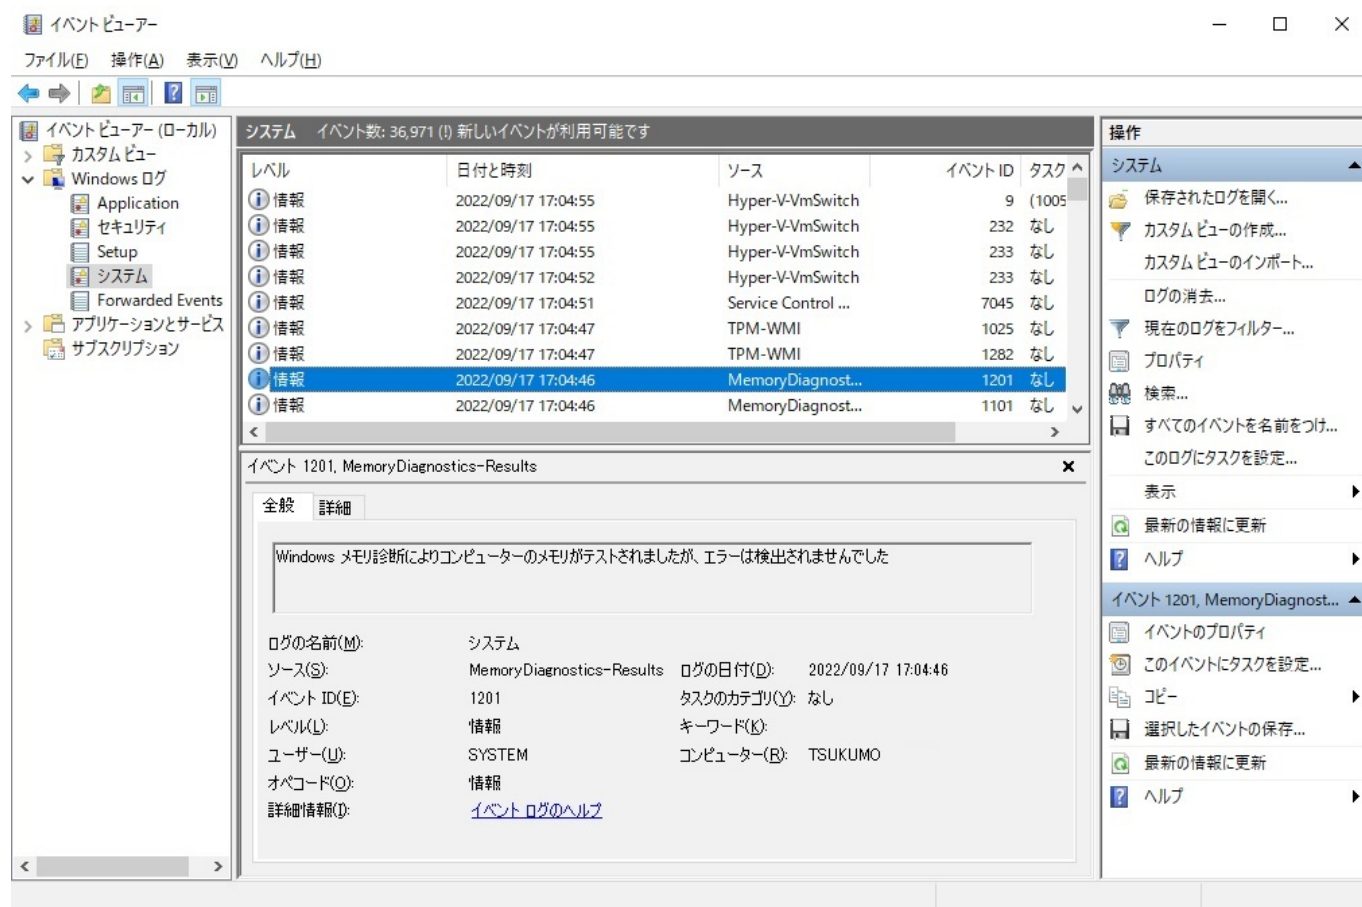 イベント ビューアー
ファイル(F) 操作(A) 表示(V) ヘルプ(H)
イベント ビューアー (ローカル)
カスタム ビュー
Windows ログ
Application
セキュリティ
Setup
システム
Forwarded Events
アプリケーションとサービス
サブスクリプション
システム イベント数: 36,971 (!) 新しいイベントが利用可能です
レベル 日付と時刻 ソース イベント ID タスク
情報 2022/09/17 17:04:55 Hyper-V-VmSwitch 9 (1005
情報 2022/09/17 17:04:55 Hyper-V-VmSwitch 232 なし
情報 2022/09/17 17:04:55 Hyper-V-VmSwitch 233 なし
情報 2022/09/17 17:04:52 Hyper-V-VmSwitch 233 なし
情報 2022/09/17 17:04:51 Service Control ... 7045 なし
情報 2022/09/17 17:04:47 TPM-WMI 1025 なし
情報 2022/09/17 17:04:47 TPM-WMI 1282 なし
情報 2022/09/17 17:04:46 MemoryDiagnost... 1201 なし
情報 2022/09/17 17:04:46 MemoryDiagnost... 1101 なし
イベント 1201, MemoryDiagnostics-Results
全般 詳細
Windows メモリ診断によりコンピューターのメモリがテストされましたが、エラーは検出されませんでした
ログの名前(M): システム
ソース(S): MemoryDiagnostics-Results ログの日付(D): 2022/09/17 17:04:46
イベント ID(E): 1201 タスクのカテゴリ(Y): なし
レベル(L): 情報 キーワード(K):
ユーザー(U): SYSTEM コンピューター(R): TSUKUMO
オペコード(O): 情報
詳細情報(I): イベント ログのヘルプ
操作
システム
保存されたログを開く...
カスタム ビューの作成...
カスタム ビューのインポート...
ログの消去...
現在のログをフィルター...
プロパティ
検索...
すべてのイベントを名前をつけ...
このログにタスクを設定...
表示
最新の情報に更新
ヘルプ
イベント 1201, MemoryDiagnost...
イベントのプロパティ
このイベントにタスクを設定...
コピー
選択したイベントの保存...
最新の情報に更新
ヘルプ